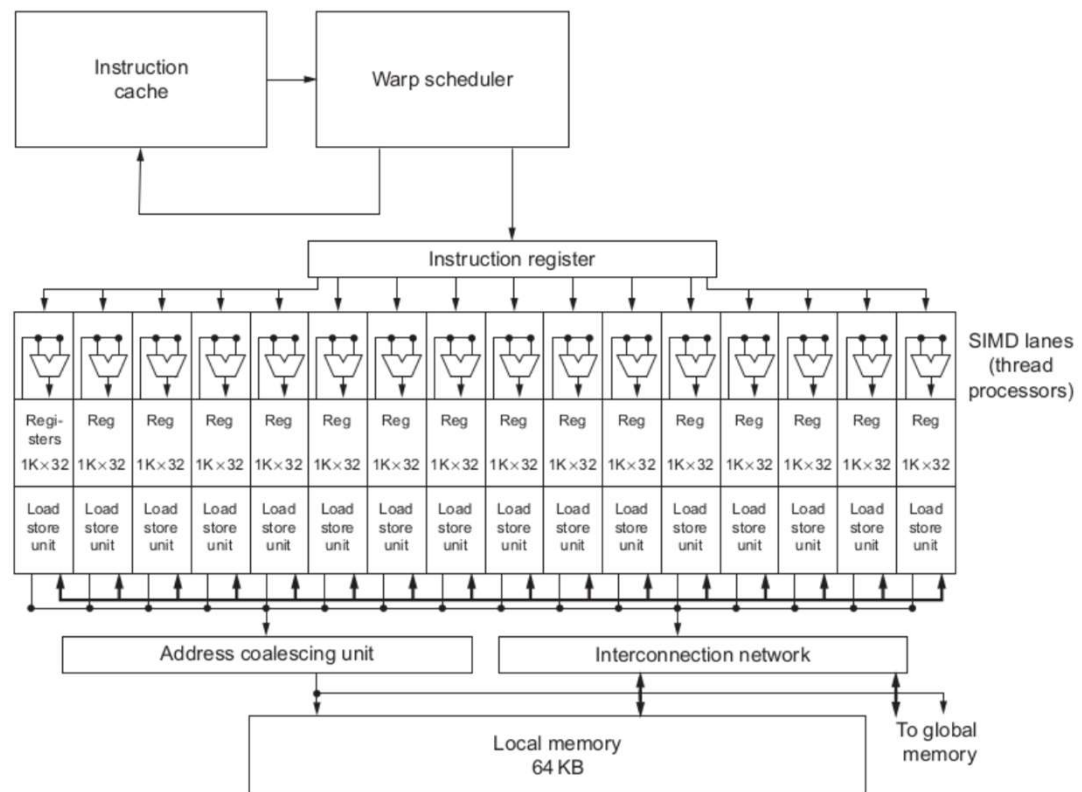 Instruction
cache
Warp scheduler
Instruction register
SIMD lanes
(thread
processors)
Regi-
sters
Reg Reg Reg Reg Reg Reg Reg Reg Reg Reg Reg Reg Reg Reg Reg
1K×32 1K×32 1K×32 1K×32 1K×32 1K×32 1K×32 1K×32 1K×32 1K×32 1K×32 1K×32 1K×32 1K×32 1K×32 1K×32
Load Load Load Load Load Load Load Load Load Load Load Load Load Load Load Load
store store store store store store store store store store store store store store store store
unit unit unit unit unit unit unit unit unit unit unit unit unit unit unit unit
Address coalescing unit
Interconnection network
To global
memory
Local memory
64 KB